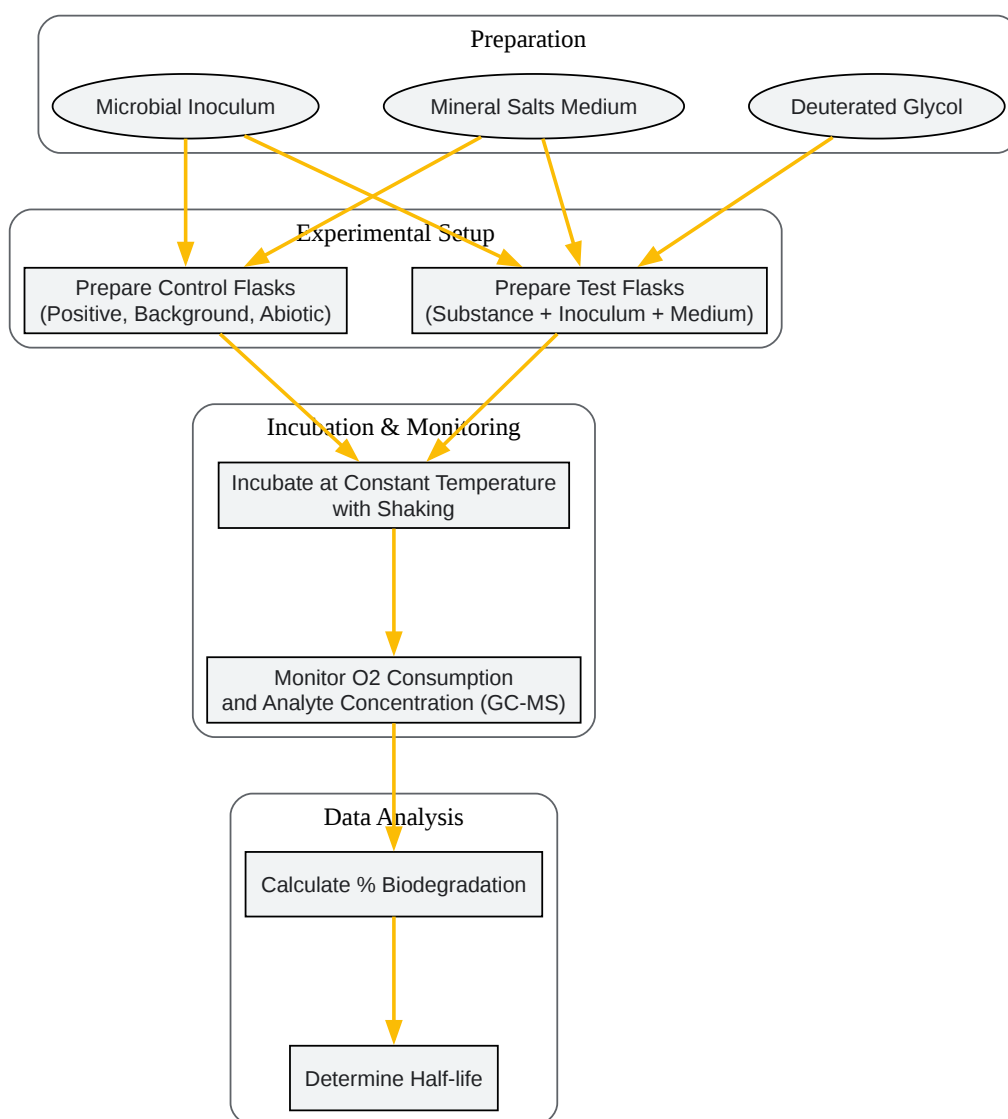 Preparation
Microbial Inoculum
Mineral Salts Medium
Deuterated Glycol
Experimental Setup
Prepare Control Flasks
(Positive, Background, Abiotic)
Prepare Test Flasks
(Substance + Inoculum + Medium)
Incubation & Monitoring
Incubate at Constant Temperature
with Shaking
Monitor O2 Consumption
and Analyte Concentration (GC-MS)
Data Analysis
Calculate % Biodegradation
Determine Half-life